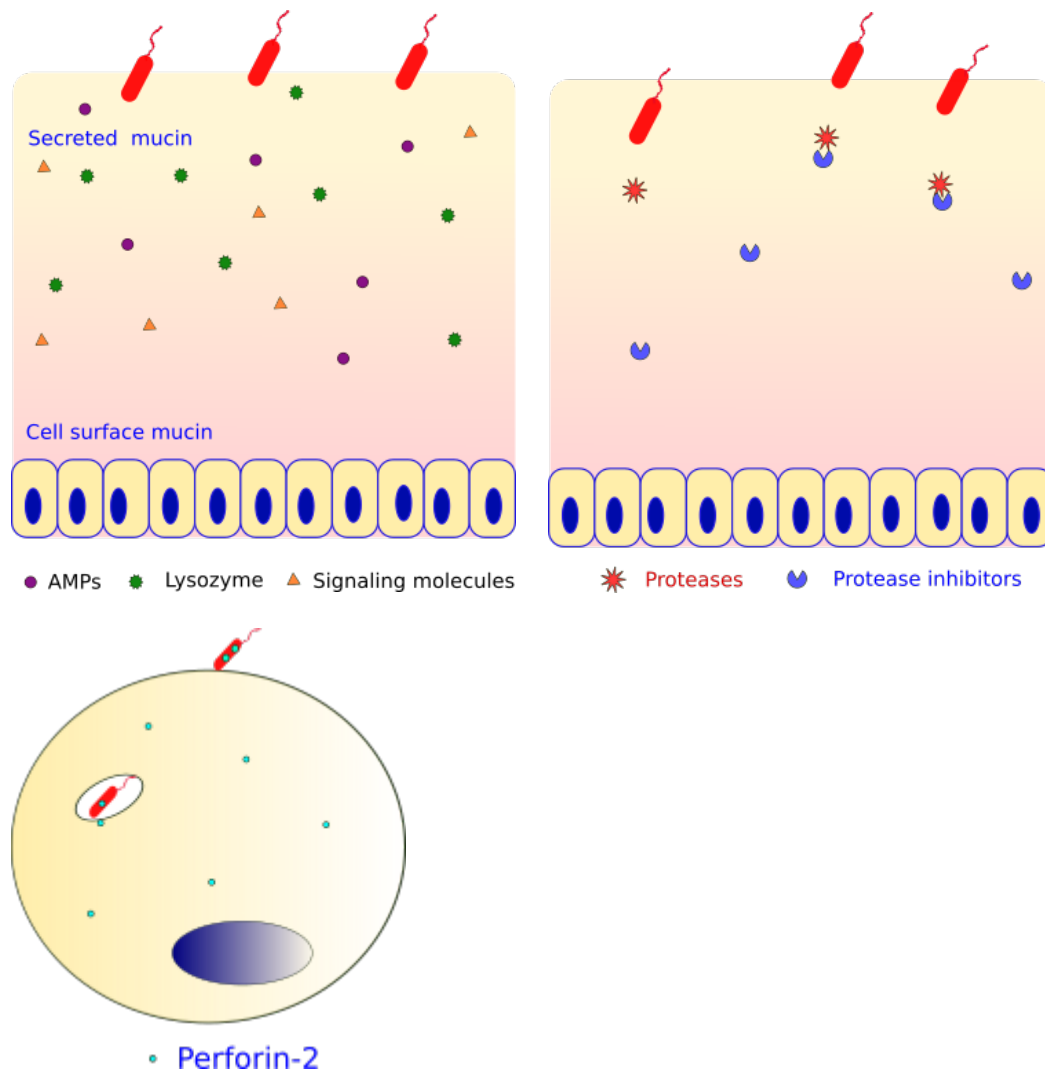 Secreted mucin
Cell surface mucin
AMPs Lysozyme Signaling molecules
Proteases Protease inhibitors
Perforin-2